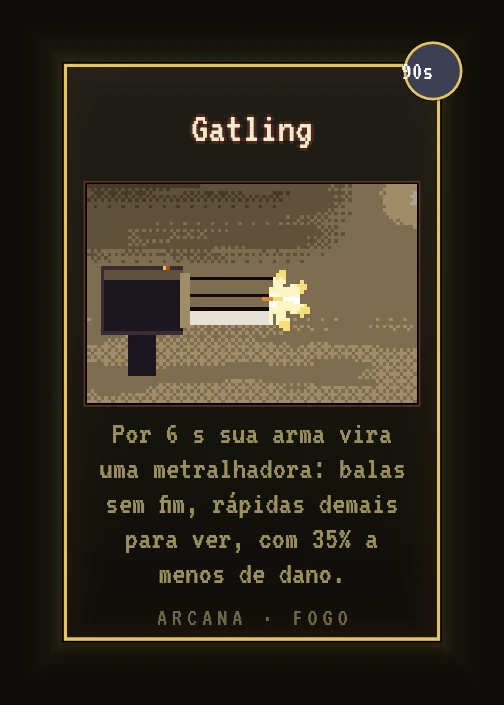 90s
Gatling
Por 6 s sua arma vira
uma metralhadora: balas
sem fim, rápidas demais
para ver, com 35% a
menos de dano.
ARCANA · FOGO